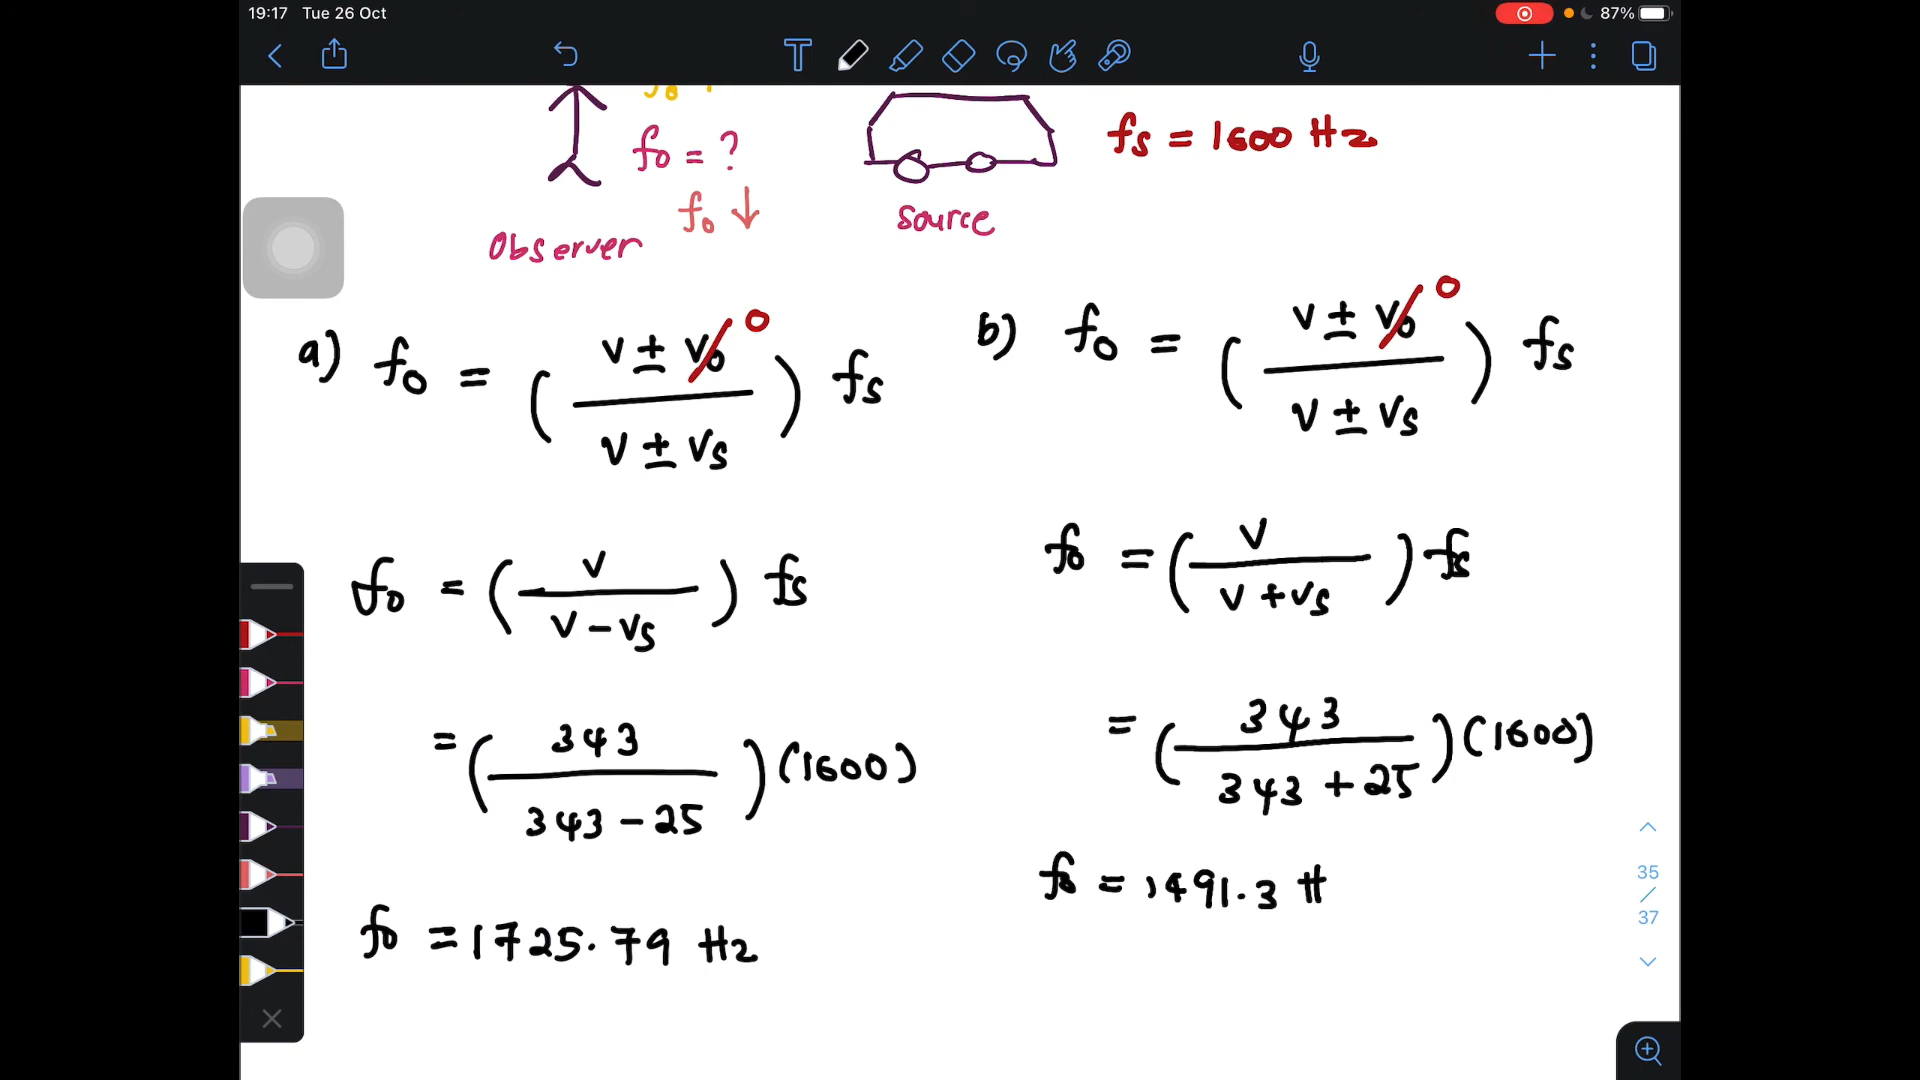 19:17 Tue 26 Oct
87%
T
fo = ?
fs = 1600 Hz
fo ↓
source
Observer
a) fo = ( v ± vo 0 / v ± vs ) fs
b) fo = ( v ± vo 0 / v ± vs ) fs
fo = ( v / v - vs ) fs
fo = ( v / v + vs ) fs
= ( 343 / 343 - 25 ) (1600)
= ( 343 / 343 + 25 ) (1600)
fo = 1725.79 Hz
fo = 1491.3 H
35
/
37